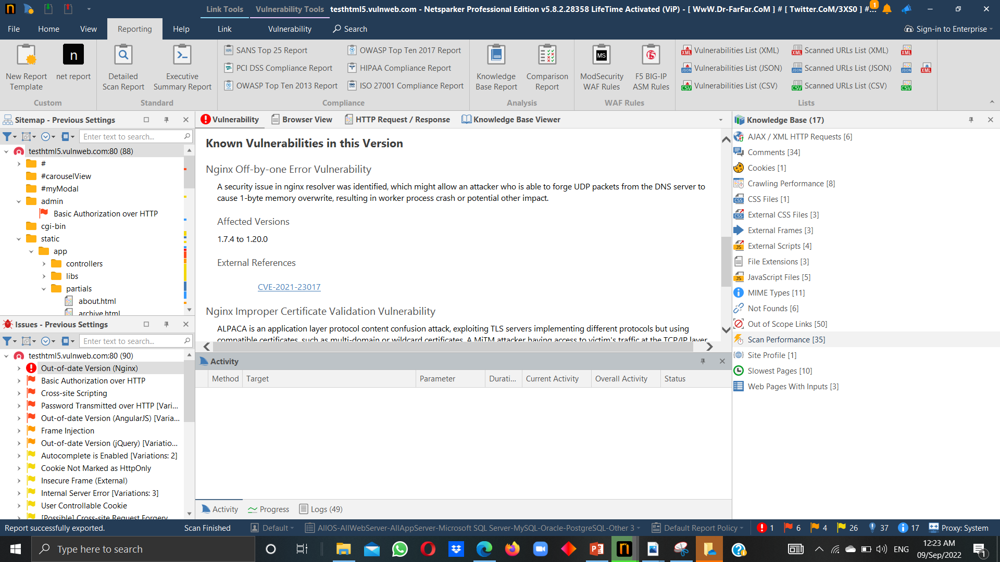 Link Tools
Vulnerability Tools
testhtml5.vulnweb.com - Netsparker Professional Edition v5.8.2.28358 LifeTime Activated (ViP) - [ WwW.Dr-FarFar.CoM ] # [ Twitter.CoM/3XS0 ] #...
1
File
Home
View
Reporting
Help
Link
Vulnerability
Search
Sign-in to Enterprise
New Report Template
net report
Custom
Detailed Scan Report
Executive Summary Report
Standard
SANS Top 25 Report
PCI DSS Compliance Report
OWASP Top Ten 2013 Report
OWASP Top Ten 2017 Report
HIPAA Compliance Report
ISO 27001 Compliance Report
Compliance
Knowledge Base Report
Comparison Report
Analysis
ModSecurity WAF Rules
F5 BIG-IP ASM Rules
WAF Rules
Vulnerabilities List (XML)
Vulnerabilities List (JSON)
Vulnerabilities List (CSV)
Scanned URLs List (XML)
Scanned URLs List (JSON)
Scanned URLs List (CSV)
Lists
Sitemap - Previous Settings
Enter text to search...
testhtml5.vulnweb.com:80 (88)
#
#carouselView
#myModal
admin
Basic Authorization over HTTP
cgi-bin
static
app
controllers
libs
partials
about.html
archive.html
Issues - Previous Settings
Enter text to search...
testhtml5.vulnweb.com:80 (90)
Out-of-date Version (Nginx)
Basic Authorization over HTTP
Cross-site Scripting
Password Transmitted over HTTP [Vari...
Out-of-date Version (AngularJS) [Varia...
Frame Injection
Out-of-date Version (jQuery) [Variatio...
Autocomplete is Enabled [Variations: 2]
Cookie Not Marked as HttpOnly
Insecure Frame (External)
Internal Server Error [Variations: 3]
User Controllable Cookie
[Possible] Cross-site Request Forgery
Vulnerability
Browser View
HTTP Request / Response
Knowledge Base Viewer
Known Vulnerabilities in this Version
Nginx Off-by-one Error Vulnerability
A security issue in nginx resolver was identified, which might allow an attacker who is able to forge UDP packets from the DNS server to
cause 1-byte memory overwrite, resulting in worker process crash or potential other impact.
Affected Versions
1.7.4 to 1.20.0
External References
CVE-2021-23017
Nginx Improper Certificate Validation Vulnerability
ALPACA is an application layer protocol content confusion attack, exploiting TLS servers implementing different protocols but using
compatible certificates, such as multi-domain or wildcard certificates. A MiTM attacker having access to victim's traffic at the TCP/IP layer
Activity
Method
Target
Parameter
Durati...
Current Activity
Overall Activity
Status
Activity
Progress
Logs (49)
Knowledge Base (17)
AJAX / XML HTTP Requests [6]
Comments [34]
Cookies [1]
Crawling Performance [8]
CSS Files [1]
External CSS Files [3]
External Frames [3]
External Scripts [4]
File Extensions [3]
JavaScript Files [5]
MIME Types [11]
Not Founds [6]
Out of Scope Links [50]
Scan Performance [35]
Site Profile [1]
Slowest Pages [10]
Web Pages With Inputs [3]
Report successfully exported.
Scan Finished
Default
AllOS-AllWebServer-AllAppServer-Microsoft SQL Server-MySQL-Oracle-PostgreSQL-Other 3
Default Report Policy
1
6
4
26
37
17
Proxy: System
Type here to search
ENG
12:23 AM
09/Sep/2022
1